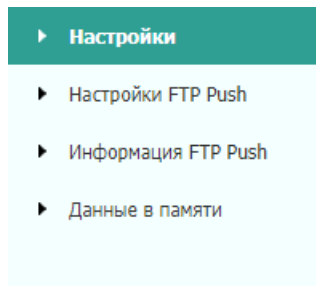 Настройки
Настройки FTP Push
Информация FTP Push
Данные в памяти